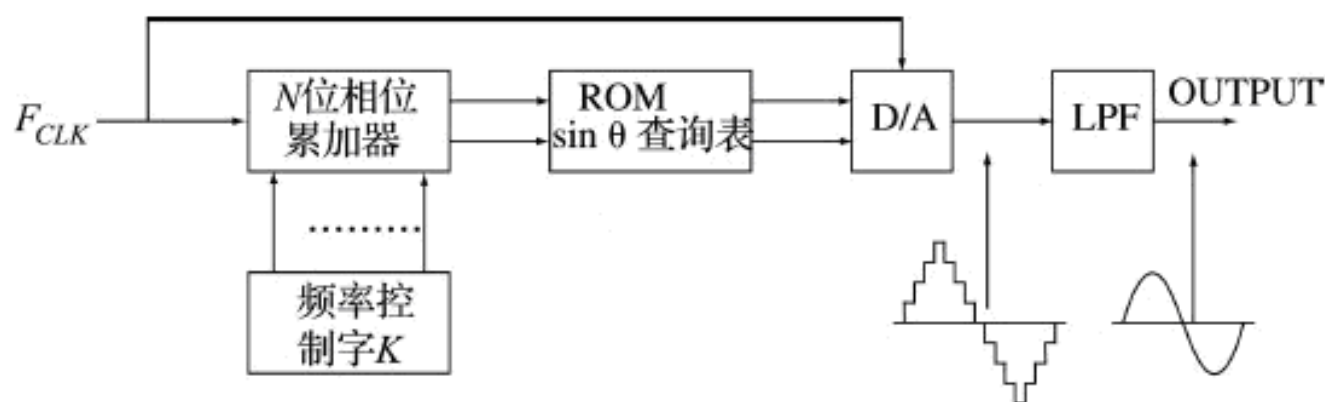 F_CLK
N位相位
累加器
ROM
sin θ 查询表
D/A
LPF
OUTPUT
频率控
制字K